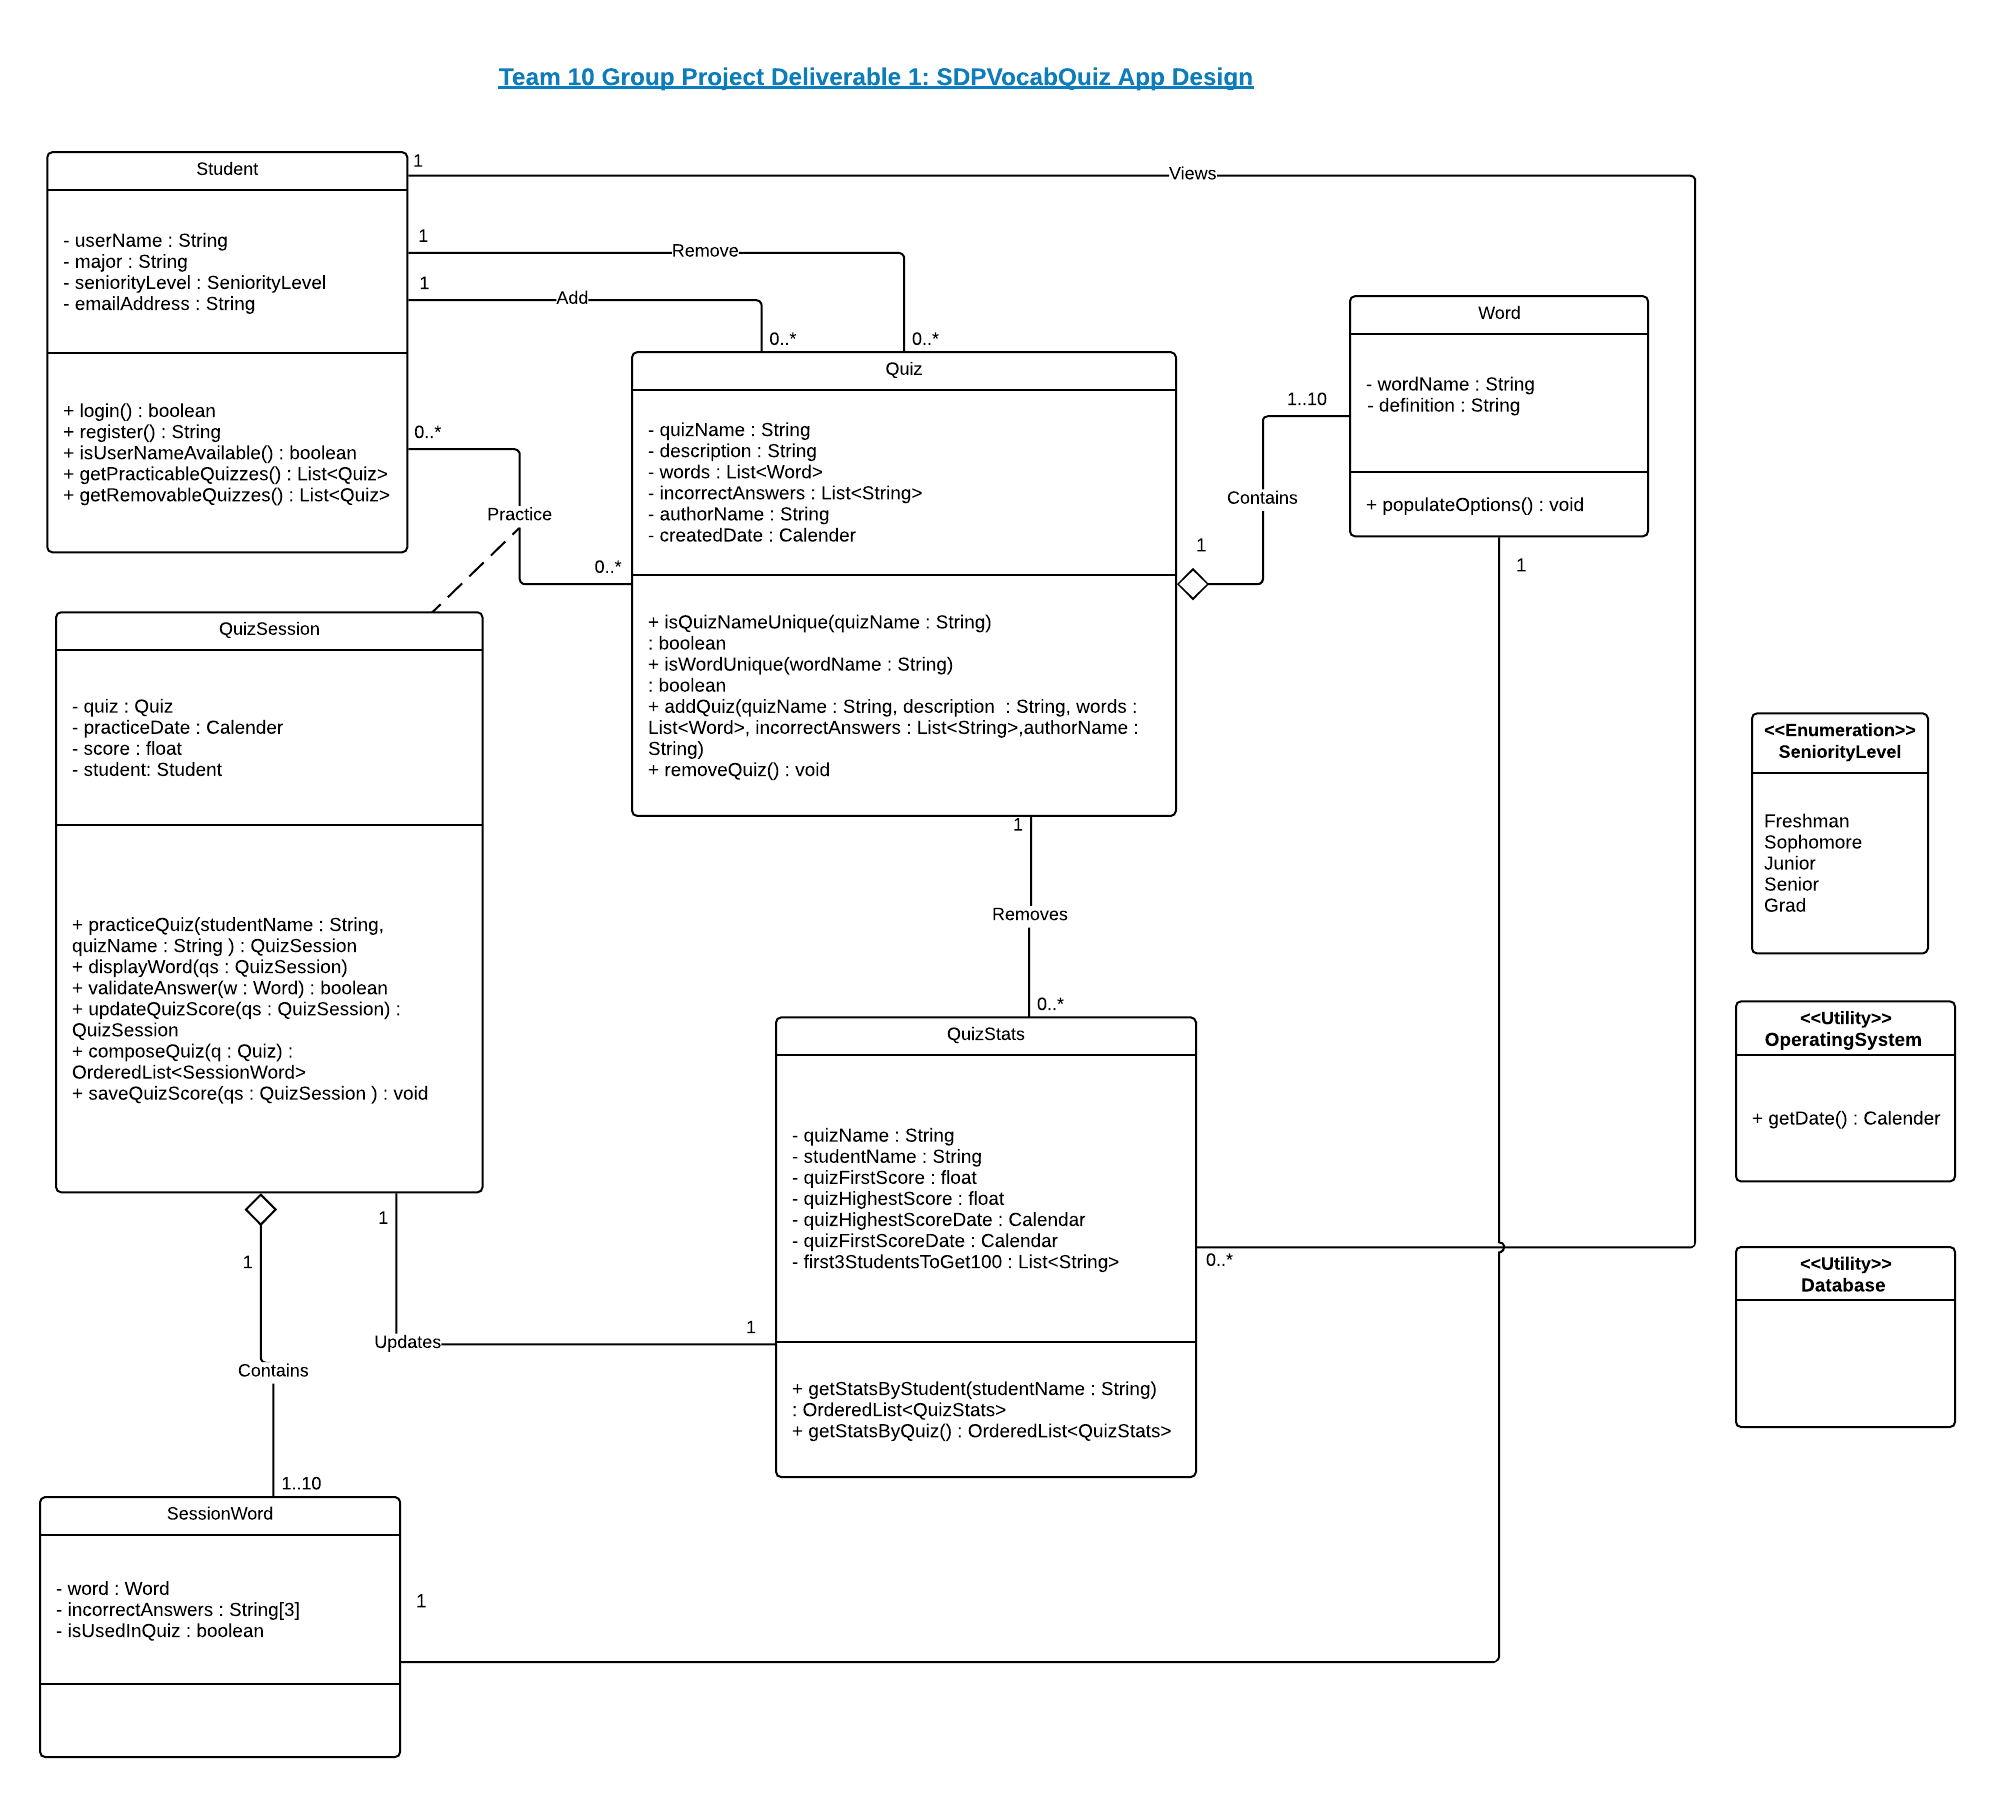 Team 10 Group Project Deliverable 1: SDPVocabQuiz App Design
Student
- userName : String
- major : String
- seniorityLevel : SeniorityLevel
- emailAddress : String
+ login() : boolean
+ register() : String
+ isUserNameAvailable() : boolean
+ getPracticableQuizzes() : List<Quiz>
+ getRemovableQuizzes() : List<Quiz>
1
Views
1
Remove
1
Add
0..*
0..*
0..*
Practice
0..*
Quiz
- quizName : String
- description : String
- words : List<Word>
- incorrectAnswers : List<String>
- authorName : String
- createdDate : Calender
+ isQuizNameUnique(quizName : String)
: boolean
+ isWordUnique(wordName : String)
: boolean
+ addQuiz(quizName : String, description  : String, words :
List<Word>, incorrectAnswers : List<String>,authorName :
String)
+ removeQuiz() : void
Word
- wordName : String
- definition : String
+ populateOptions() : void
1..10
Contains
1
1
QuizSession
- quiz : Quiz
- practiceDate : Calender
- score : float
- student: Student
+ practiceQuiz(studentName : String,
quizName : String ) : QuizSession
+ displayWord(qs : QuizSession)
+ validateAnswer(w : Word) : boolean
+ updateQuizScore(qs : QuizSession) :
QuizSession
+ composeQuiz(q : Quiz) :
OrderedList<SessionWord>
+ saveQuizScore(qs : QuizSession ) : void
1
Removes
0..*
QuizStats
- quizName : String
- studentName : String
- quizFirstScore : float
- quizHighestScore : float
- quizHighestScoreDate : Calendar
- quizFirstScoreDate : Calendar
- first3StudentsToGet100 : List<String>
+ getStatsByStudent(studentName : String)
: OrderedList<QuizStats>
+ getStatsByQuiz() : OrderedList<QuizStats>
0..*
<<Enumeration>>
SeniorityLevel
Freshman
Sophomore
Junior
Senior
Grad
<<Utility>>
OperatingSystem
+ getDate() : Calender
<<Utility>>
Database
1
1
Updates
1
Contains
1..10
SessionWord
- word : Word
- incorrectAnswers : String[3]
- isUsedInQuiz : boolean
1